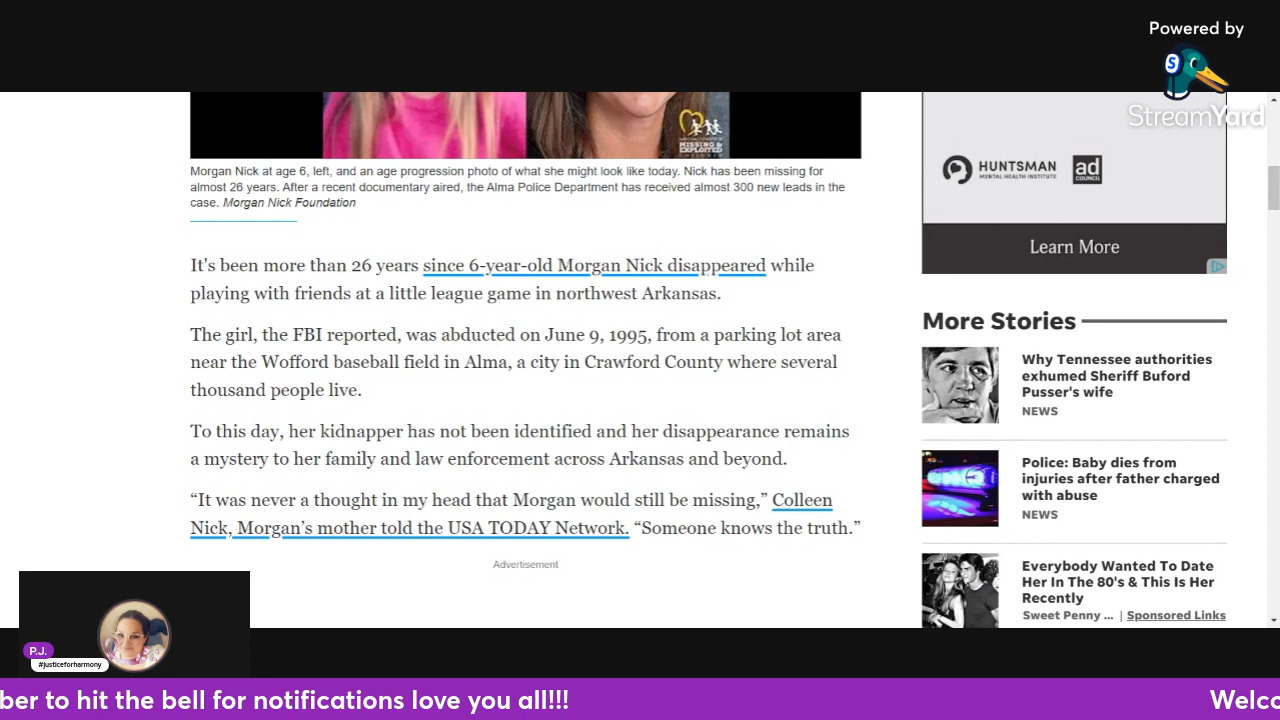 Powered by
S
StreamYard
MISSING &
EXPLOITED
Morgan Nick at age 6, left, and an age progression photo of what she might look like today. Nick has been missing for
almost 26 years. After a recent documentary aired, the Alma Police Department has received almost 300 new leads in the
case. Morgan Nick Foundation
It's been more than 26 years since 6-year-old Morgan Nick disappeared while
playing with friends at a little league game in northwest Arkansas.
The girl, the FBI reported, was abducted on June 9, 1995, from a parking lot area
near the Wofford baseball field in Alma, a city in Crawford County where several
thousand people live.
To this day, her kidnapper has not been identified and her disappearance remains
a mystery to her family and law enforcement across Arkansas and beyond.
“It was never a thought in my head that Morgan would still be missing,” Colleen
Nick, Morgan’s mother told the USA TODAY Network. “Someone knows the truth.”
Advertisement
HUNTSMAN
MENTAL HEALTH INSTITUTE
ad
COUNCIL
Learn More
More Stories
Why Tennessee authorities
exhumed Sheriff Buford
Pusser's wife
NEWS
Police: Baby dies from
injuries after father charged
with abuse
NEWS
Everybody Wanted To Date
Her In The 80's & This Is Her
Recently
Sweet Penny ... | Sponsored Links
P.J.
#justiceforharmony
ber to hit the bell for notifications love you all!!!
Welco